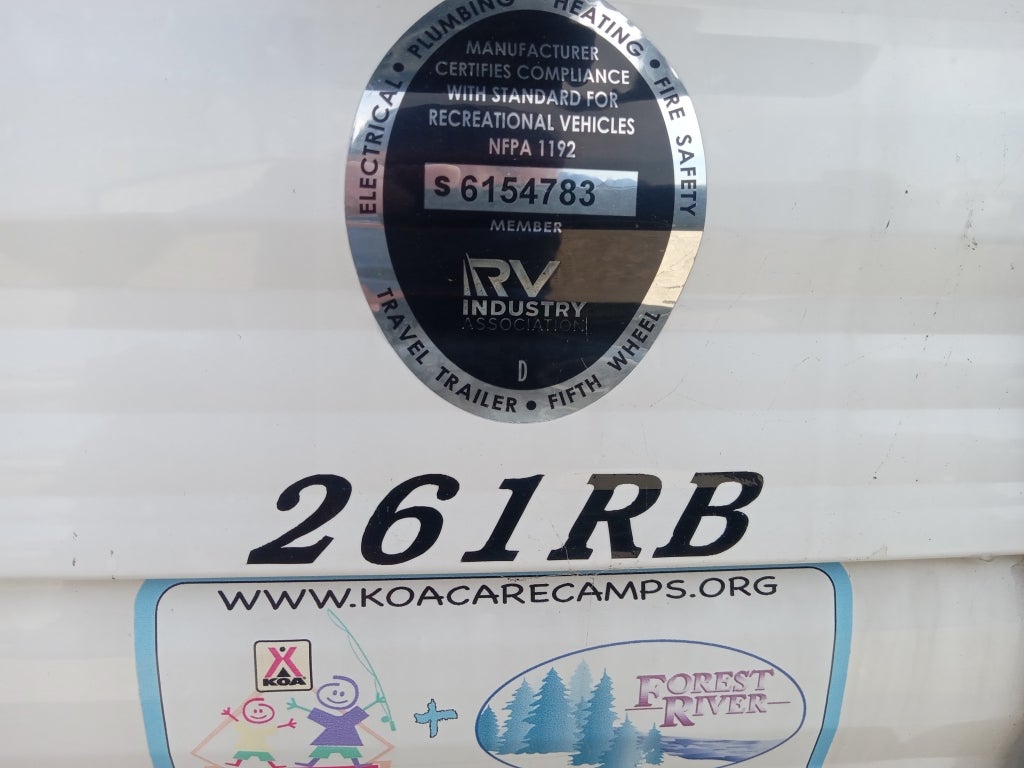 ELECTRICAL • PLUMBING • HEATING • FIRE SAFETY
MANUFACTURER
CERTIFIES COMPLIANCE
WITH STANDARD FOR
RECREATIONAL VEHICLES
NFPA 1192
S 6154783
MEMBER
RV
INDUSTRY
ASSOCIATION
D
TRAVEL TRAILER • FIFTH WHEEL
261RB
WWW.KOACARECAMPS.ORG
KOA
+
FOREST
RIVER